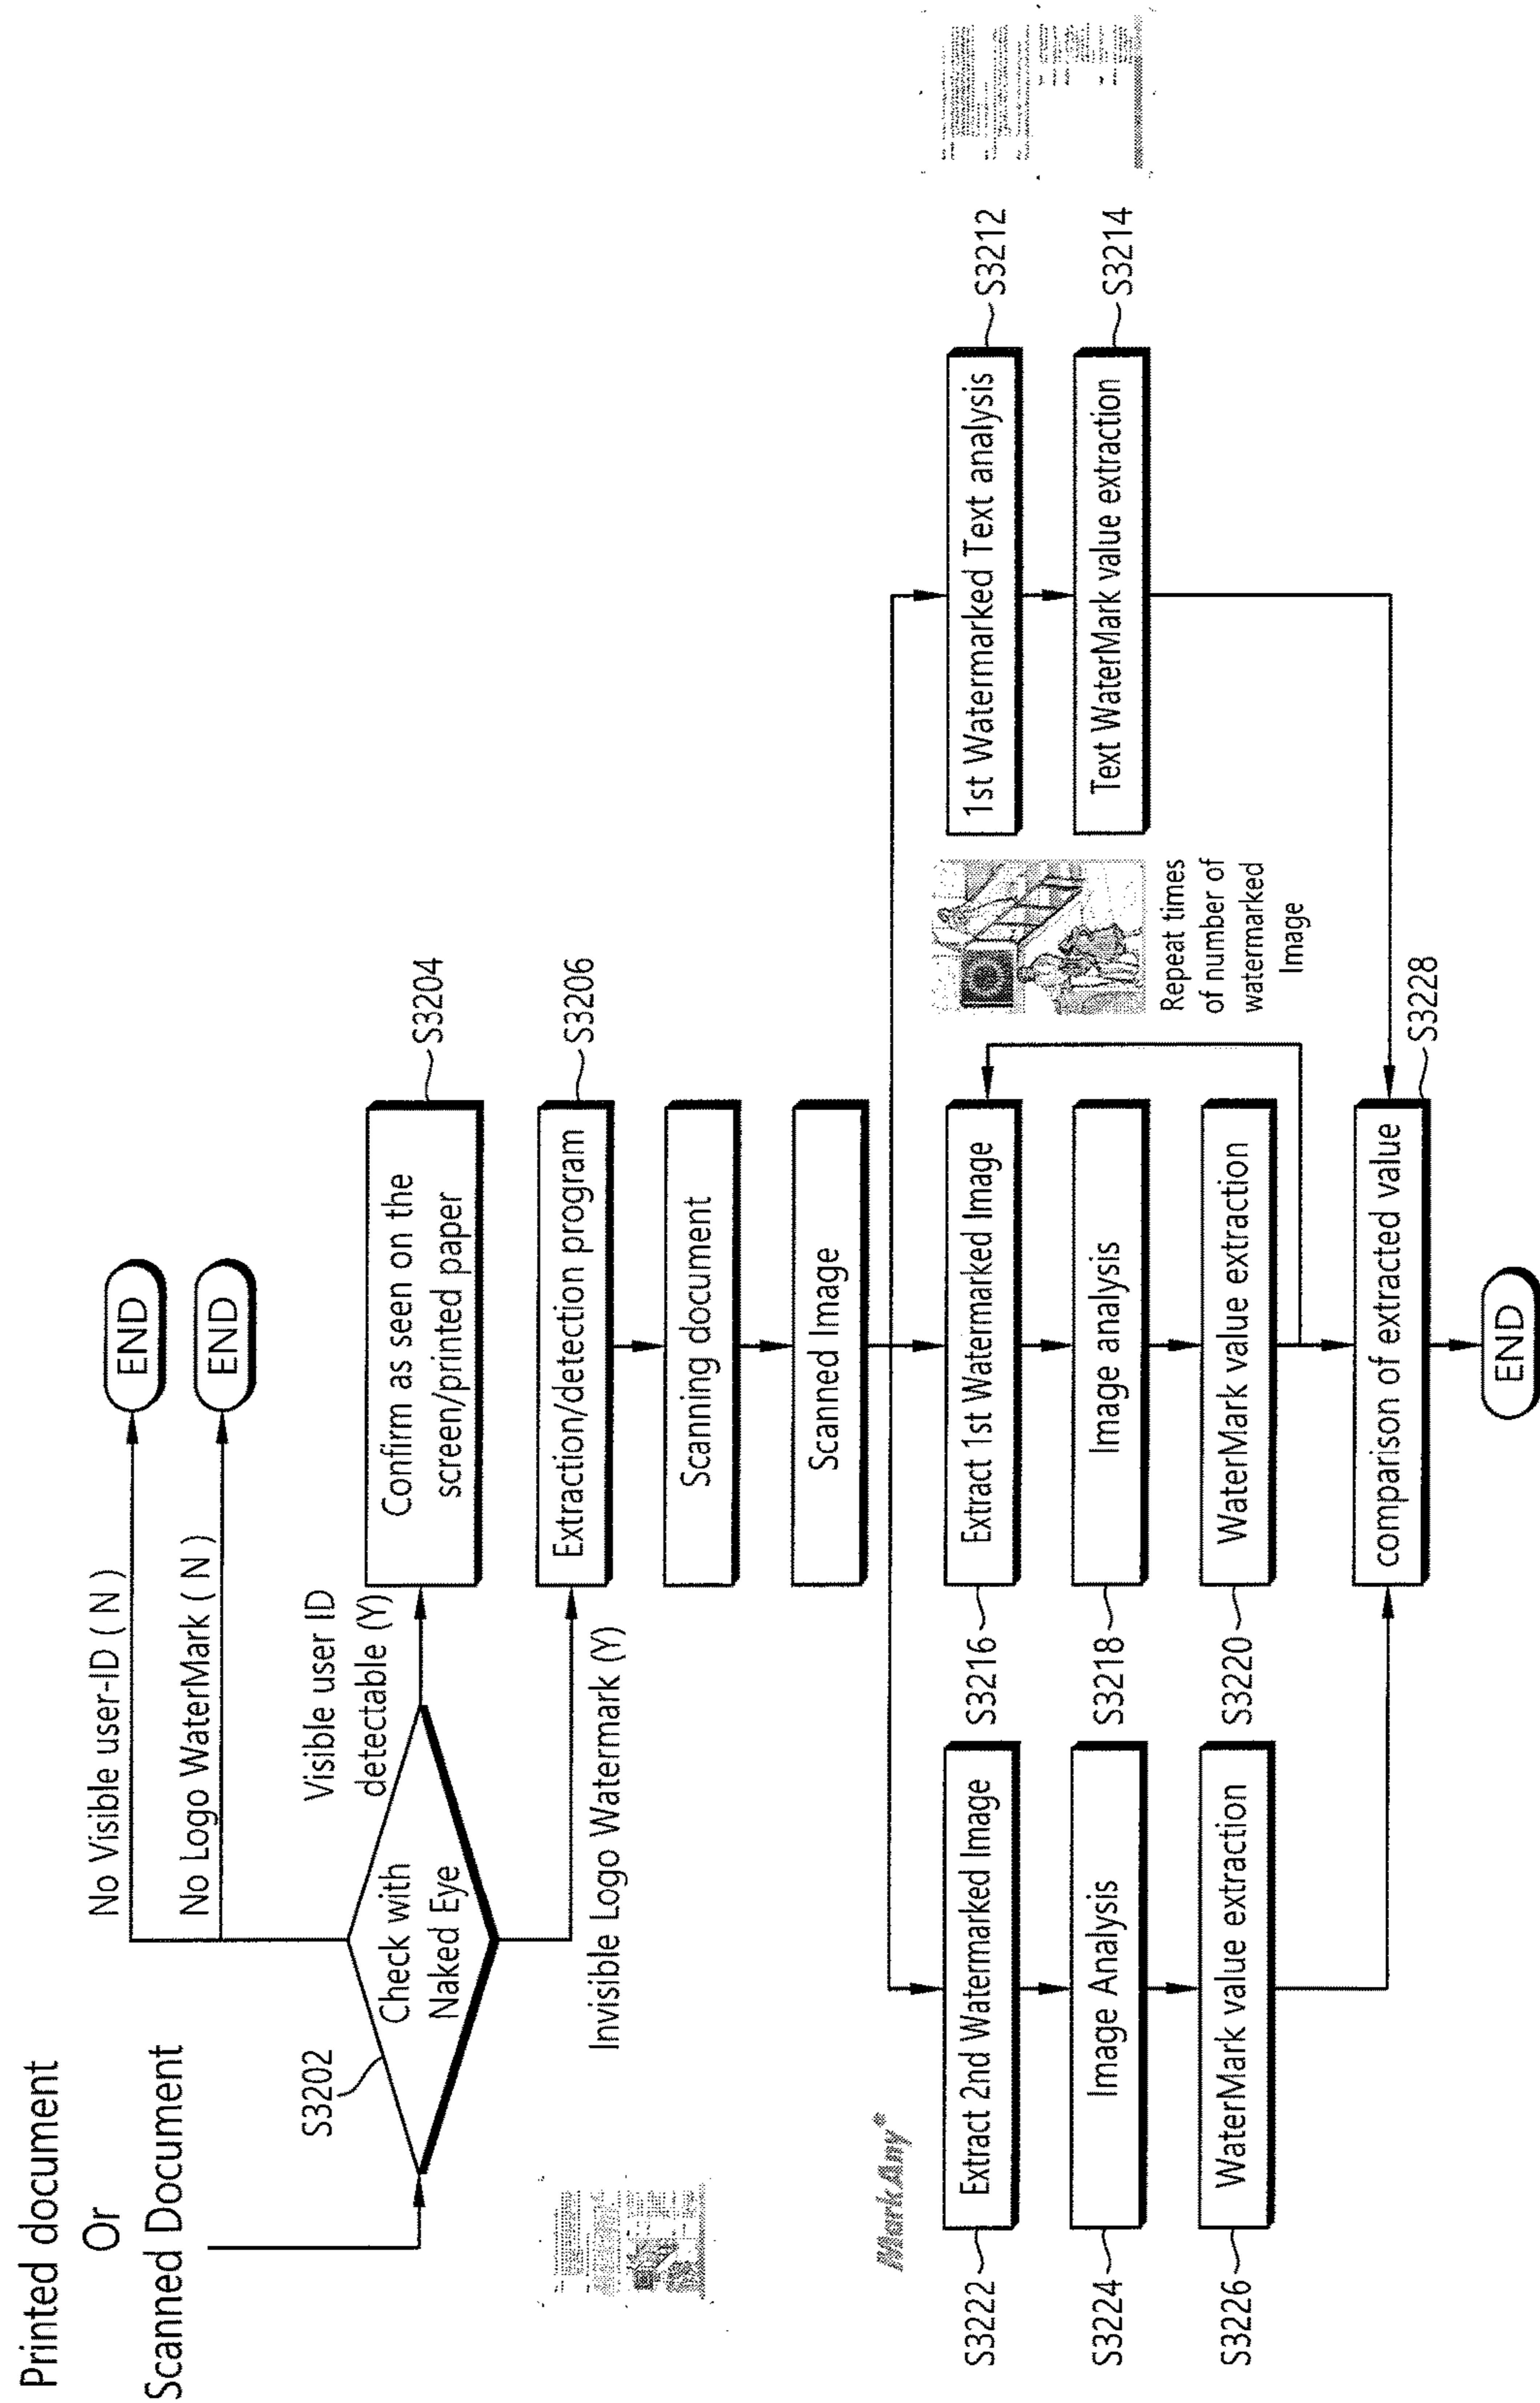 Printed document
Or
Scanned Document
S3202
Check with
Naked Eye
No Visible user-ID ( N )
END
No Logo WaterMark ( N )
END
Visible user ID
detectable (Y)
Confirm as seen on the
screen/printed paper
S3204
Invisible Logo Watermark (Y)
Extraction/detection program
S3206
Scanning document
Scanned Image
MarkAny®
S3222
Extract 2nd Watermarked Image
S3224
Image Analysis
S3226
WaterMark value extraction
S3216
Extract 1st Watermarked Image
S3218
Image analysis
S3220
WaterMark value extraction
Repeat times
of number of
watermarked
Image
1st Watermarked Text analysis
S3212
Text WaterMark value extraction
S3214
comparison of extracted value
S3228
END